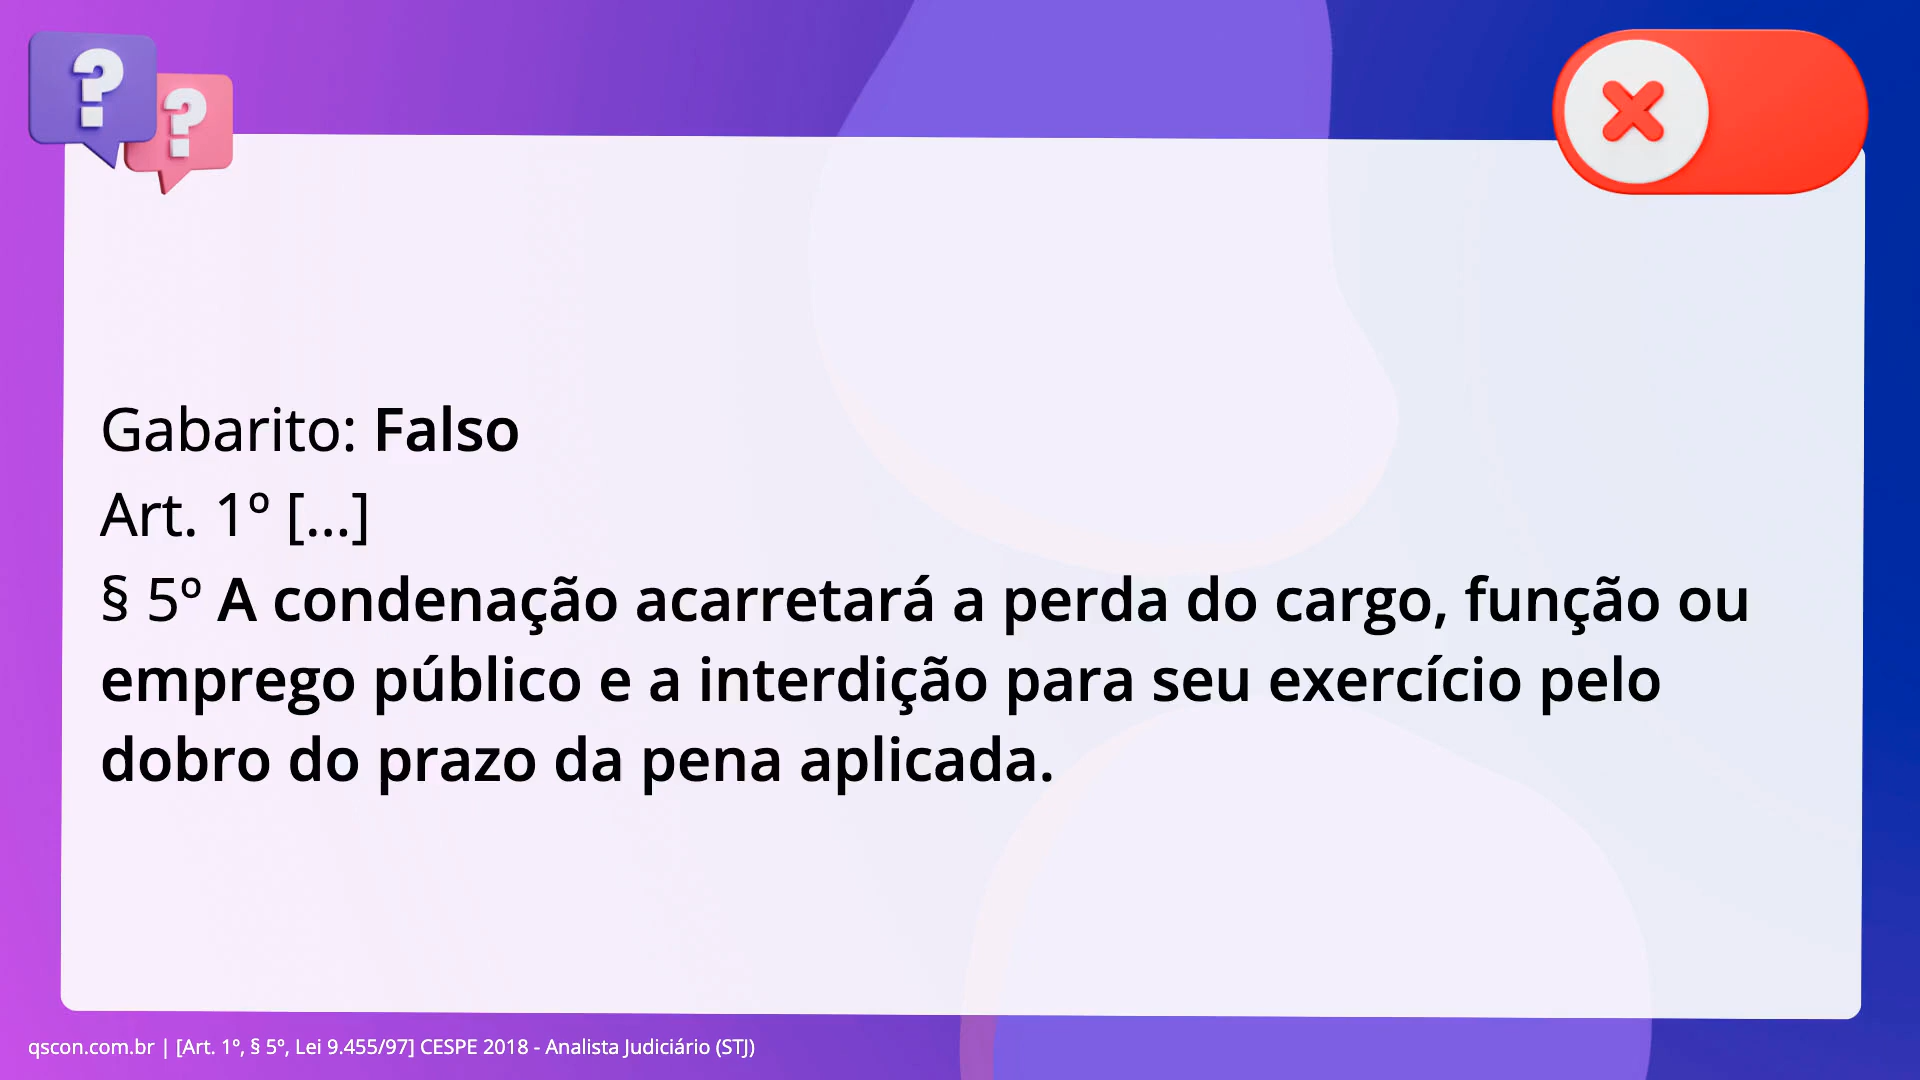 Gabarito: Falso
Art. 1º [...]
§ 5º A condenação acarretará a perda do cargo, função ou
emprego público e a interdição para seu exercício pelo
dobro do prazo da pena aplicada.
qscon.com.br | [Art. 1º, § 5º, Lei 9.455/97] CESPE 2018 - Analista Judiciário (STJ)